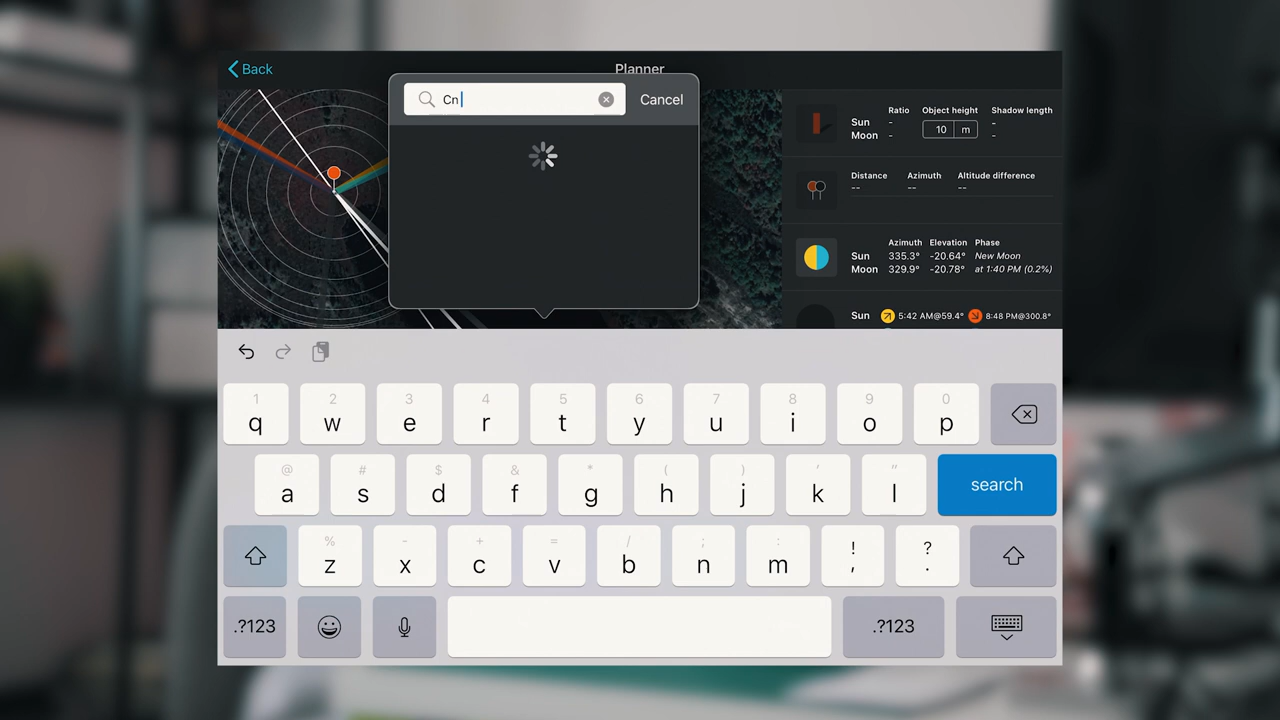 Back
Planner
Cn
Cancel
Ratio Object height Shadow length
Sun - 10 m -
Moon - -
Distance Azimuth Altitude difference
-- -- --
Azimuth Elevation Phase
Sun 335.3° -20.64° New Moon
Moon 329.9° -20.78° at 1:40 PM (0.2%)
Sun 5:42 AM@59.4° 8:48 PM@300.8°
1 2 3 4 5 6 7 8 9 0
q w e r t y u i o p
@ # $ & * ( ) ' "
a s d f g h j k l search
% - + = / ; : ! ?
z x c v b n m , .
.?123 .?123